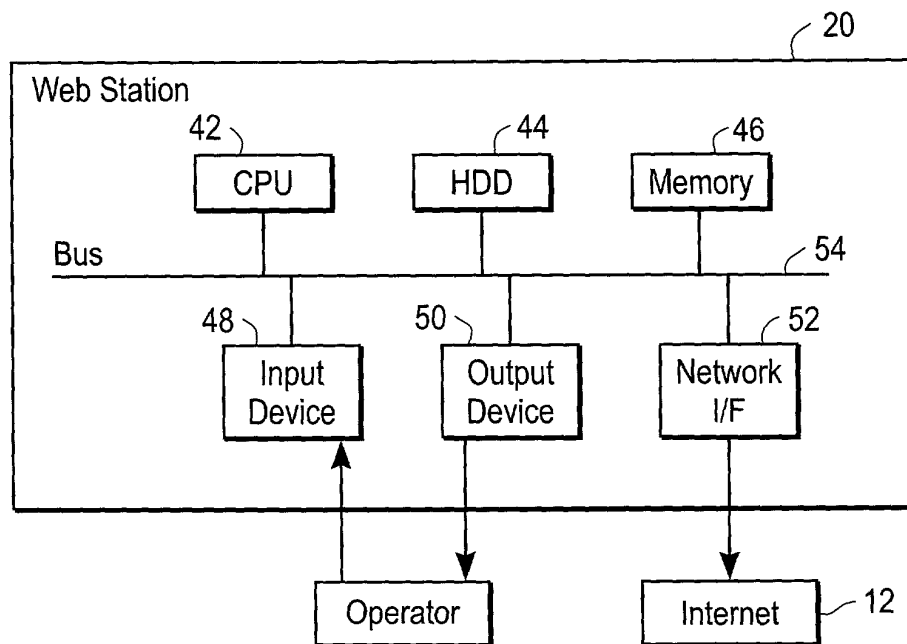 20
Web Station
42
44
46
CPU
HDD
Memory
Bus
54
48
50
52
Input
Device
Output
Device
Network
I/F
Operator
Internet
12